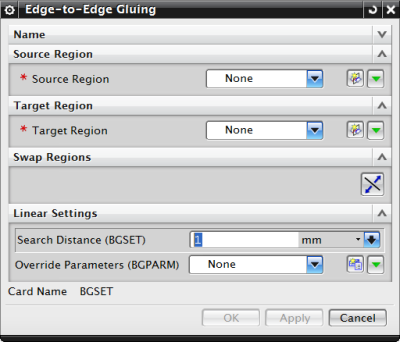 Edge-to-Edge Gluing
Name
Source Region
* Source Region None
Target Region
* Target Region None
Swap Regions
Linear Settings
Search Distance (BGSET) 1 mm
Override Parameters (BGPARM) None
Card Name BGSET
OK Apply Cancel